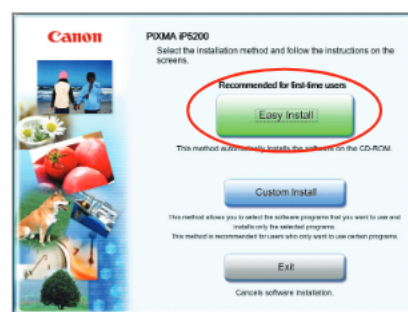 Canon
PIXMA iP5200
Select the installation method and follow the instructions on the
screens.
Recommended for first-time users
Easy Install
This method automatically installs the software on the CD-ROM.
Custom Install
This method allows you to select the software programs that you want to use and
installs only the selected programs.
This method is recommended for users who only want to use certain programs.
Exit
Cancels software installation.